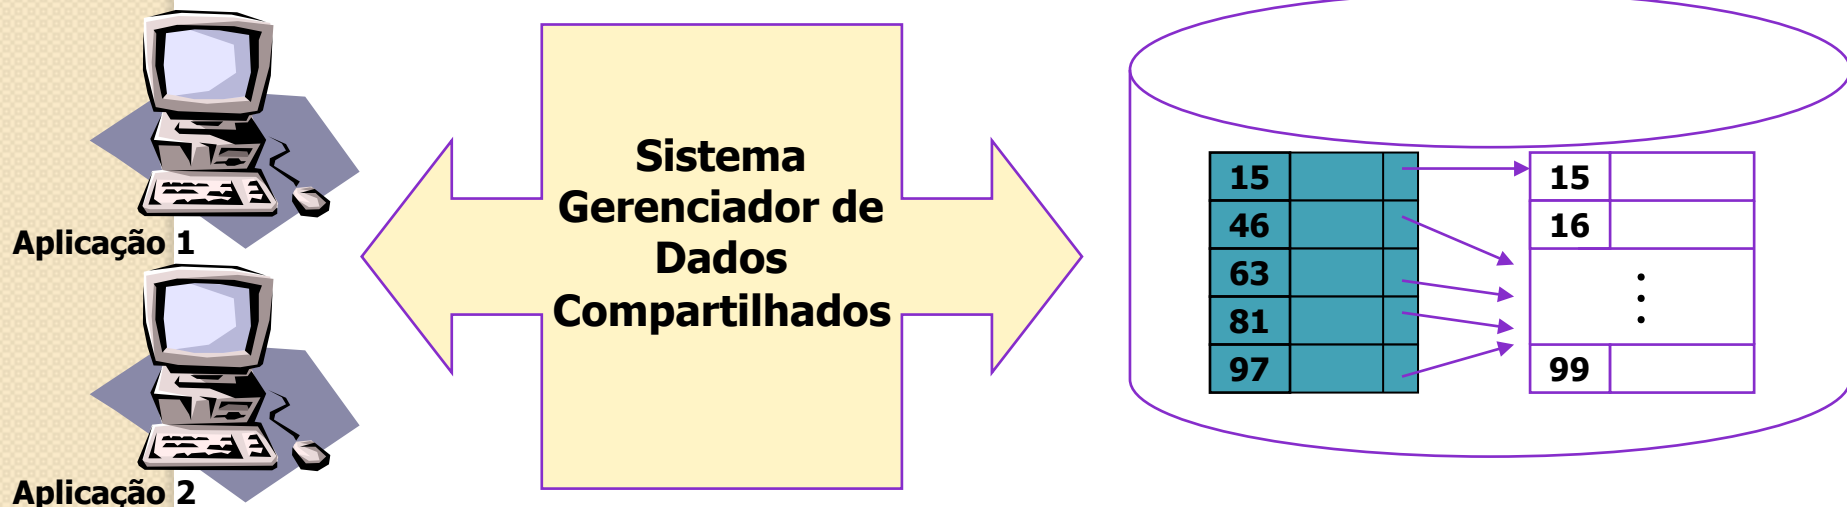 Aplicação 1
Aplicação 2
Sistema
Gerenciador de
Dados
Compartilhados
15
46
63
81
97
15
16
⋮
99